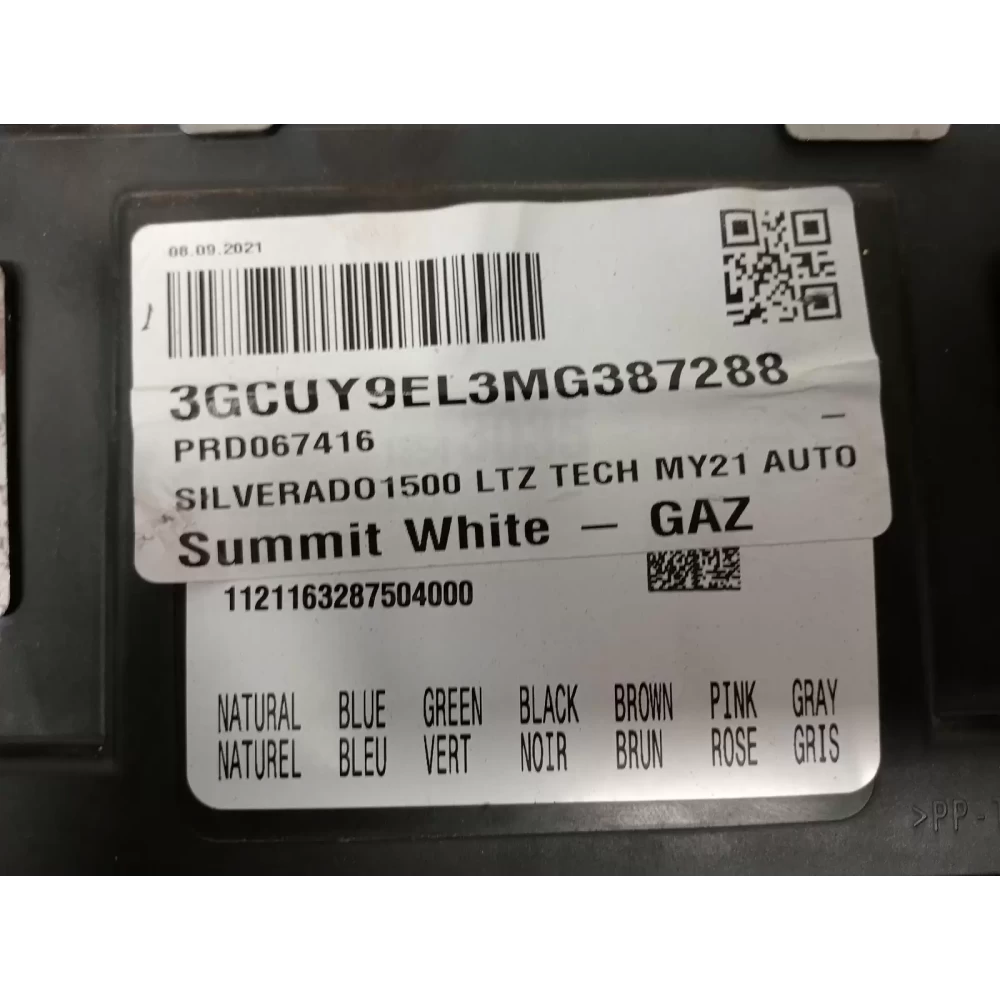 08.09.2021
3GCUY9EL3MG387288
PRD067416
—
SILVERADO1500 LTZ TECH MY21 AUTO
Summit White — GAZ
1121163287504000
NATURAL BLUE GREEN BLACK BROWN PINK GRAY
NATUREL BLEU VERT NOIR BRUN ROSE GRIS
>PP-